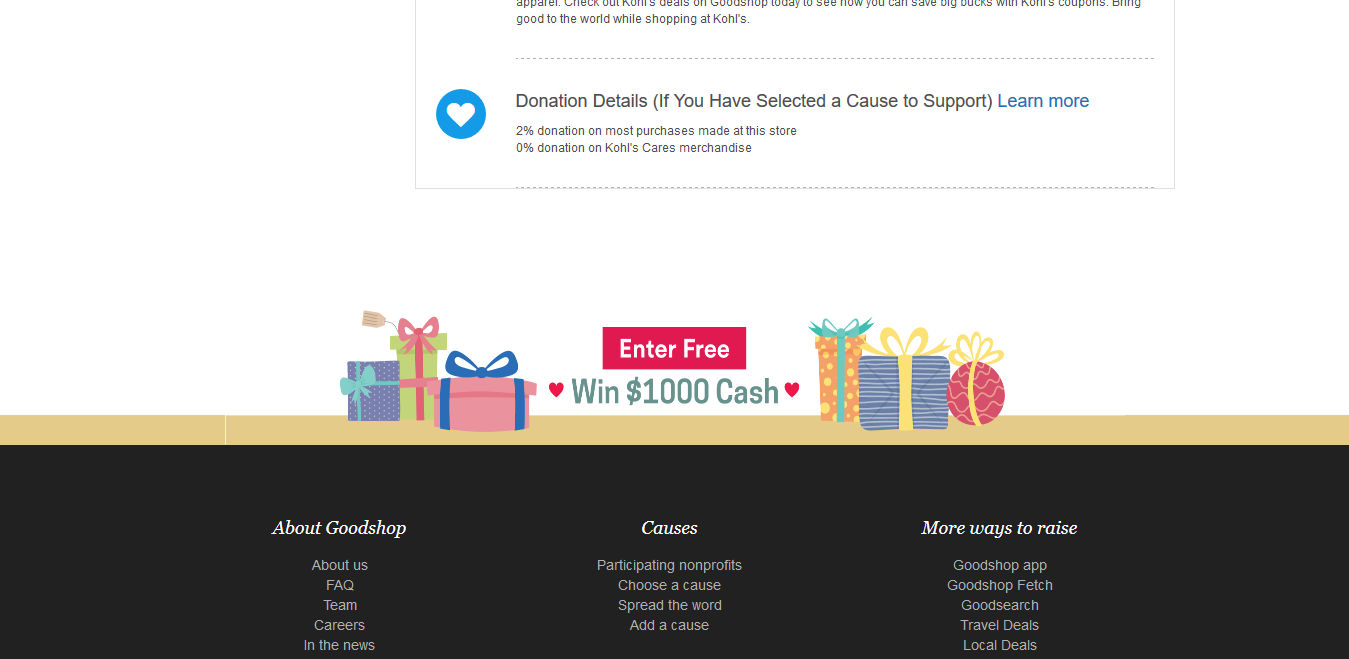 apparel. Check out Kohl's deals on Goodshop today to see how you can save big bucks with Kohl's coupons. Bring
good to the world while shopping at Kohl's.
Donation Details (If You Have Selected a Cause to Support) Learn more
2% donation on most purchases made at this store
0% donation on Kohl's Cares merchandise
Enter Free
Win $1000 Cash
About Goodshop
About us
FAQ
Team
Careers
In the news
Causes
Participating nonprofits
Choose a cause
Spread the word
Add a cause
More ways to raise
Goodshop app
Goodshop Fetch
Goodsearch
Travel Deals
Local Deals